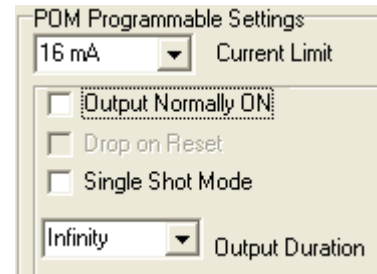 POM Programmable Settings
16 mA Current Limit
Output Normally ON
Drop on Reset
Single Shot Mode
Infinity Output Duration